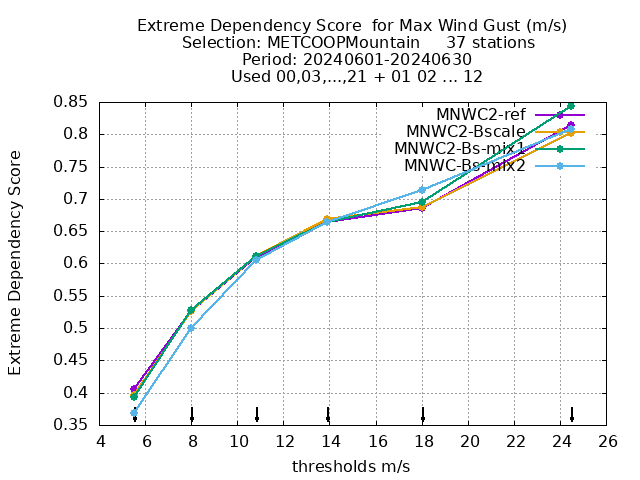 Extreme Dependency Score  for Max Wind Gust (m/s)
Selection: METCOOPMountain     37 stations
Period: 20240601-20240630
Used 00,03,...,21 + 01 02 ... 12
MNWC2-ref
MNWC2-Bscale
MNWC2-Bs-mix1
MNWC-Bs-mix2
Extreme Dependency Score
0.85
0.8
0.75
0.7
0.65
0.6
0.55
0.5
0.45
0.4
0.35
4 6 8 10 12 14 16 18 20 22 24 26
thresholds m/s